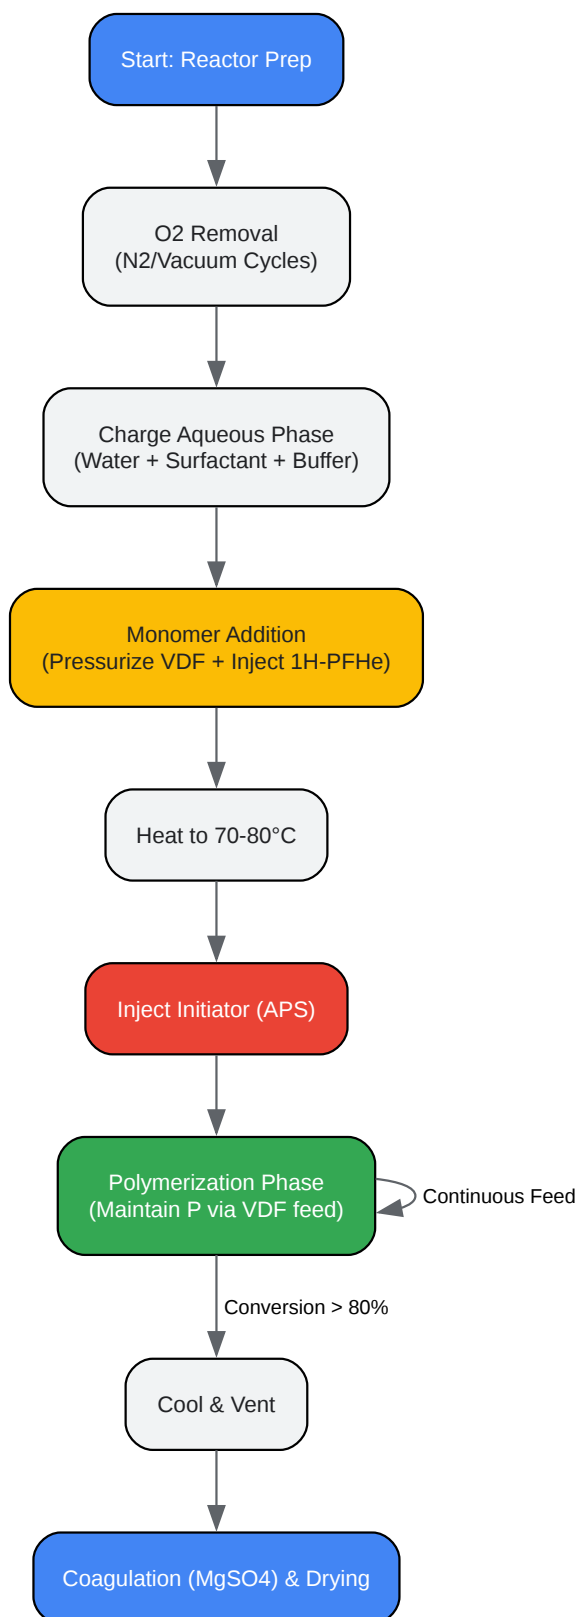 Start: Reactor Prep
O2 Removal
(N2/Vacuum Cycles)
Charge Aqueous Phase
(Water + Surfactant + Buffer)
Monomer Addition
(Pressurize VDF + Inject 1H-PFHe)
Heat to 70-80°C
Inject Initiator (APS)
Polymerization Phase
(Maintain P via VDF feed)
Continuous Feed
Conversion > 80%
Cool & Vent
Coagulation (MgSO4) & Drying